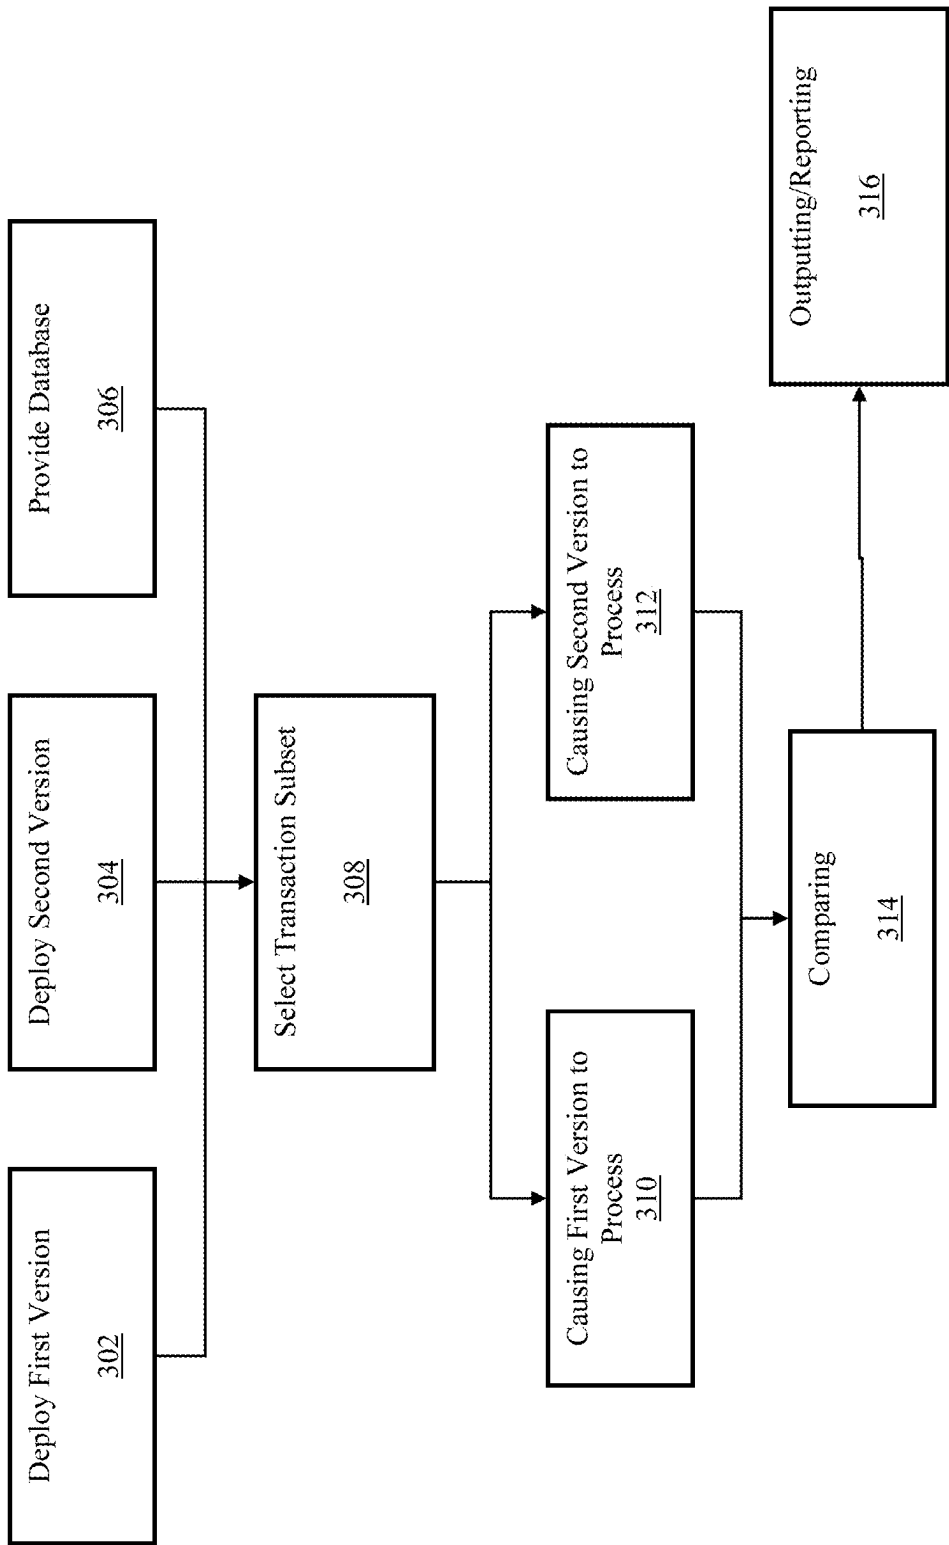 Deploy First Version
302
Deploy Second Version
304
Provide Database
306
Select Transaction Subset
308
Causing First Version to
Process
310
Causing Second Version to
Process
312
Comparing
314
Outputting/Reporting
316